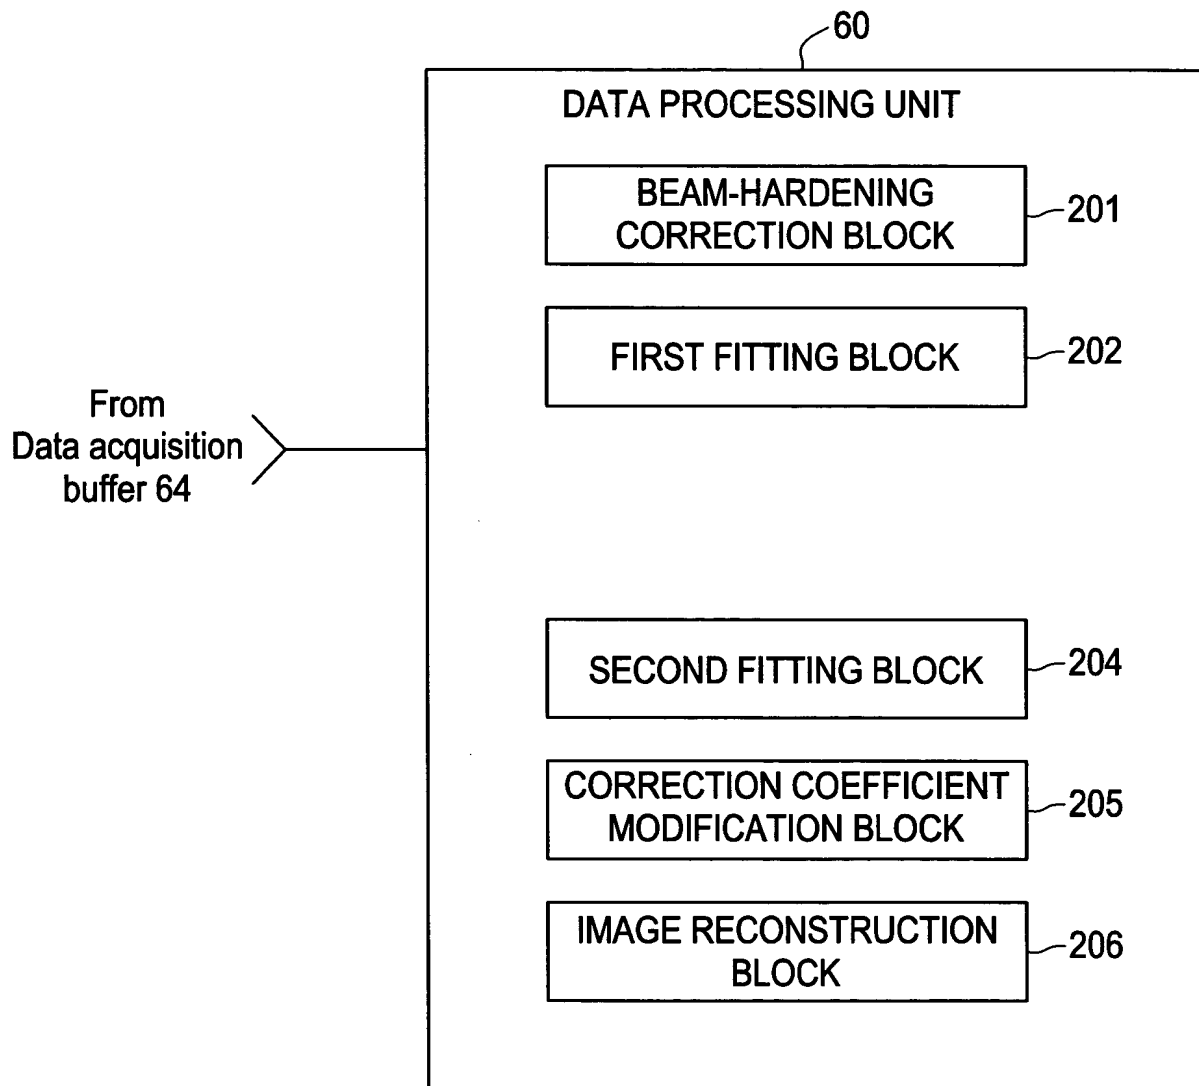 60
DATA PROCESSING UNIT
BEAM-HARDENING
CORRECTION BLOCK
201
FIRST FITTING BLOCK
202
From
Data acquisition
buffer 64
SECOND FITTING BLOCK
204
CORRECTION COEFFICIENT
MODIFICATION BLOCK
205
IMAGE RECONSTRUCTION
BLOCK
206